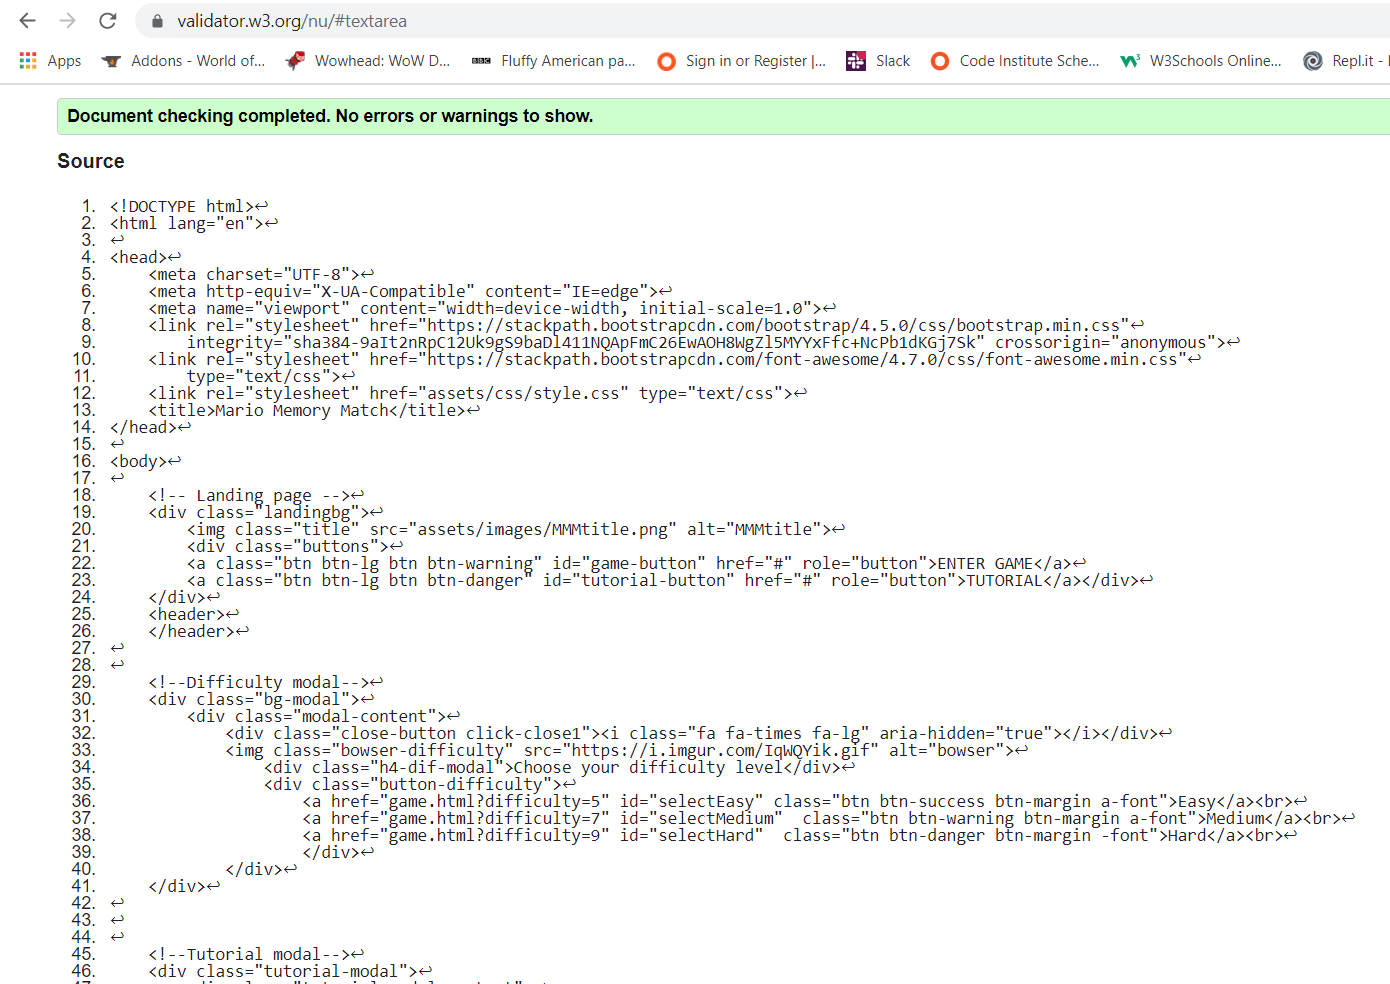 validator.w3.org/nu/#textarea
Apps Addons - World of... Wowhead: WoW D... BBC Fluffy American pa... Sign in or Register |... Slack Code Institute Sche... W3Schools Online... Repl.it -
Document checking completed. No errors or warnings to show.
Source
1. <!DOCTYPE html>↩
2. <html lang="en">↩
3. ↩
4. <head>↩
5. <meta charset="UTF-8">↩
6. <meta http-equiv="X-UA-Compatible" content="IE=edge">↩
7. <meta name="viewport" content="width=device-width, initial-scale=1.0">↩
8. <link rel="stylesheet" href="https://stackpath.bootstrapcdn.com/bootstrap/4.5.0/css/bootstrap.min.css"↩
9. integrity="sha384-9aIt2nRpC12Uk9gS9baDl411NQApFmC26EwAOH8WgZl5MYYxFfc+NcPb1dKGj7Sk" crossorigin="anonymous">↩
10. <link rel="stylesheet" href="https://stackpath.bootstrapcdn.com/font-awesome/4.7.0/css/font-awesome.min.css"↩
11. type="text/css">↩
12. <link rel="stylesheet" href="assets/css/style.css" type="text/css">↩
13. <title>Mario Memory Match</title>↩
14. </head>↩
15. ↩
16. <body>↩
17. ↩
18. <!-- Landing page -->↩
19. <div class="landingbg">↩
20. <img class="title" src="assets/images/MMMtitle.png" alt="MMMtitle">↩
21. <div class="buttons">↩
22. <a class="btn btn-lg btn btn-warning" id="game-button" href="#" role="button">ENTER GAME</a>↩
23. <a class="btn btn-lg btn btn-danger" id="tutorial-button" href="#" role="button">TUTORIAL</a></div>↩
24. </div>↩
25. <header>↩
26. </header>↩
27. ↩
28. ↩
29. <!--Difficulty modal-->↩
30. <div class="bg-modal">↩
31. <div class="modal-content">↩
32. <div class="close-button click-close1"><i class="fa fa-times fa-lg" aria-hidden="true"></i></div>↩
33. <img class="bowser-difficulty" src="https://i.imgur.com/IqWQYik.gif" alt="bowser">↩
34. <div class="h4-dif-modal">Choose your difficulty level</div>↩
35. <div class="button-difficulty">↩
36. <a href="game.html?difficulty=5" id="selectEasy" class="btn btn-success btn-margin a-font">Easy</a><br>↩
37. <a href="game.html?difficulty=7" id="selectMedium"  class="btn btn-warning btn-margin a-font">Medium</a><br>↩
38. <a href="game.html?difficulty=9" id="selectHard"  class="btn btn-danger btn-margin -font">Hard</a><br>↩
39. </div>↩
40. </div>↩
41. </div>↩
42. ↩
43. ↩
44. ↩
45. <!--Tutorial modal-->↩
46. <div class="tutorial-modal">↩